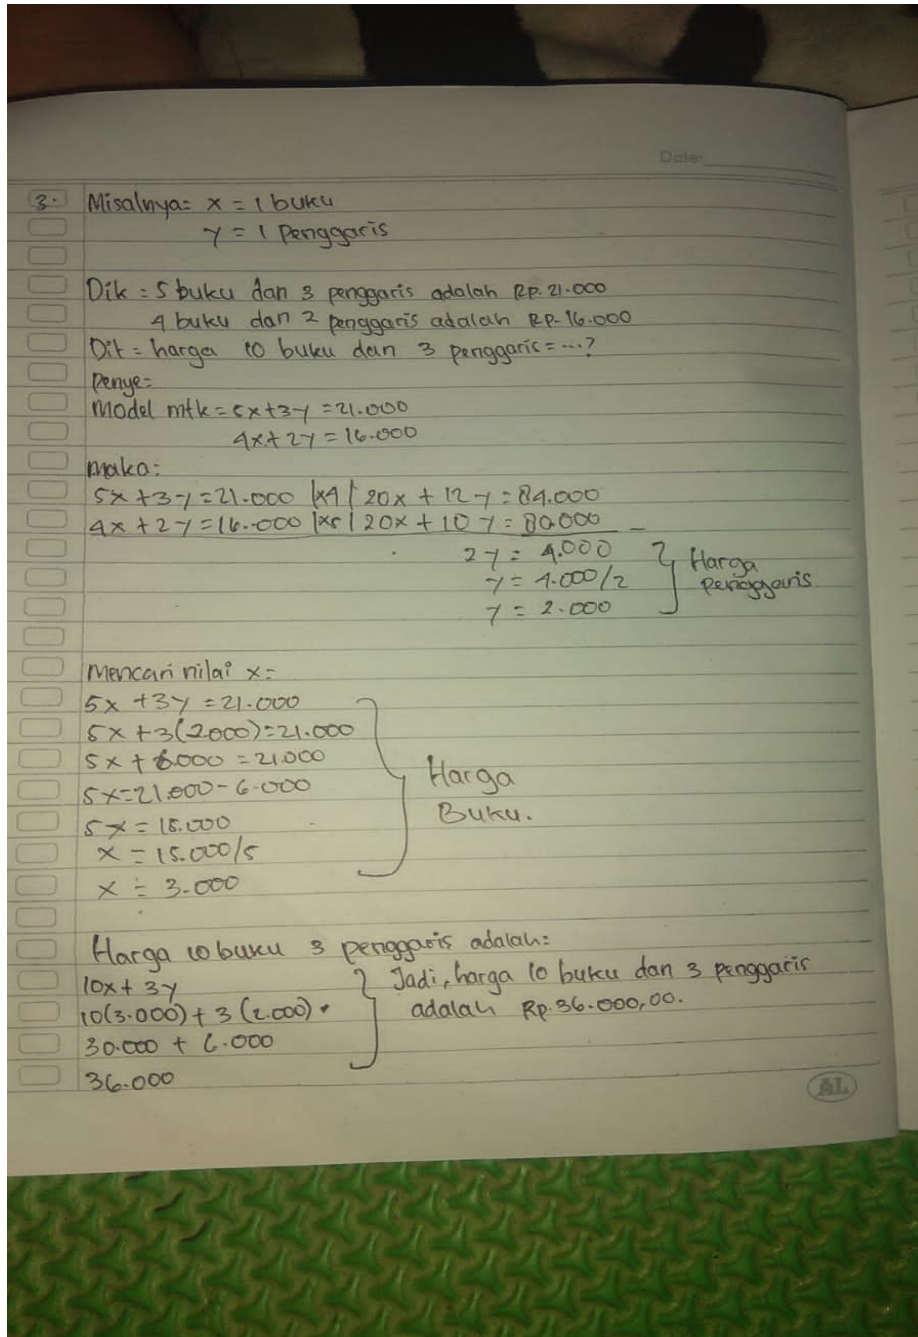 Date:
3. Misalnya= x = 1 buku
y = 1 Penggaris
Dik = 5 buku dan 3 penggaris adalah Rp. 21.000
4 buku dan 2 penggaris adalah Rp. 16.000
Dit = harga 10 buku dan 3 penggaris = ...?
Penye=
Model mtk = 5x+3y = 21.000
4x+2y = 16.000
maka:
5x + 3y = 21.000 |x4| 20x + 12y = 84.000
4x + 2y = 16.000 |x5| 20x + 10y = 80.000 -
2y = 4.000
y = 4.000/2
y = 2.000
Harga Penggaris
Mencari nilai x=
5x + 3y = 21.000
5x + 3(2.000) = 21.000
5x + 6.000 = 21.000
5x = 21.000 - 6.000
5x = 15.000
x = 15.000/5
x = 3.000
Harga
Buku.
Harga 10 buku 3 penggaris adalah:
10x + 3y
10(3.000) + 3(2.000)
30.000 + 6.000
36.000
Jadi, harga 10 buku dan 3 penggaris
adalah Rp. 36.000,00.
AL